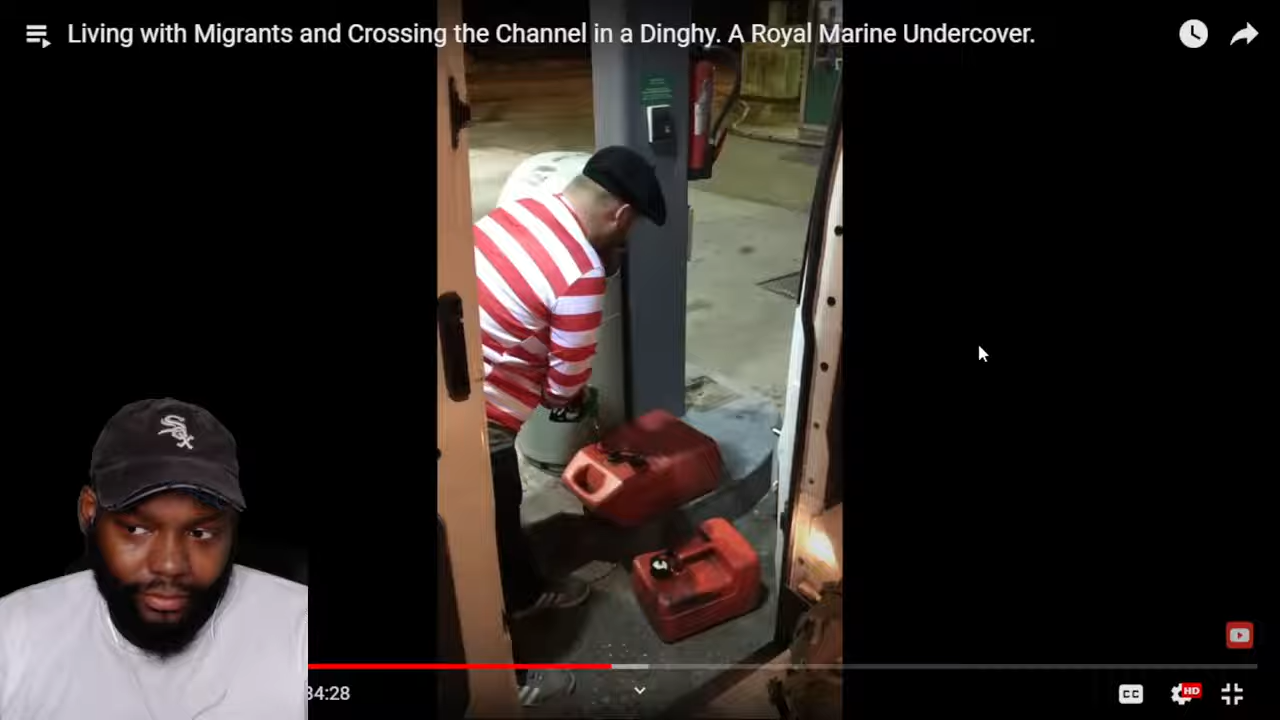 Living with Migrants and Crossing the Channel in a Dinghy. A Royal Marine Undercover.
Sox
34:28
CC
HD